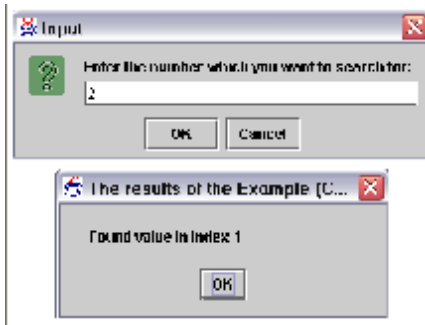 Input
Enter the number which you want to search for:
2
OK
Cancel
The results of the Example (C...
Found value in index 1
OK